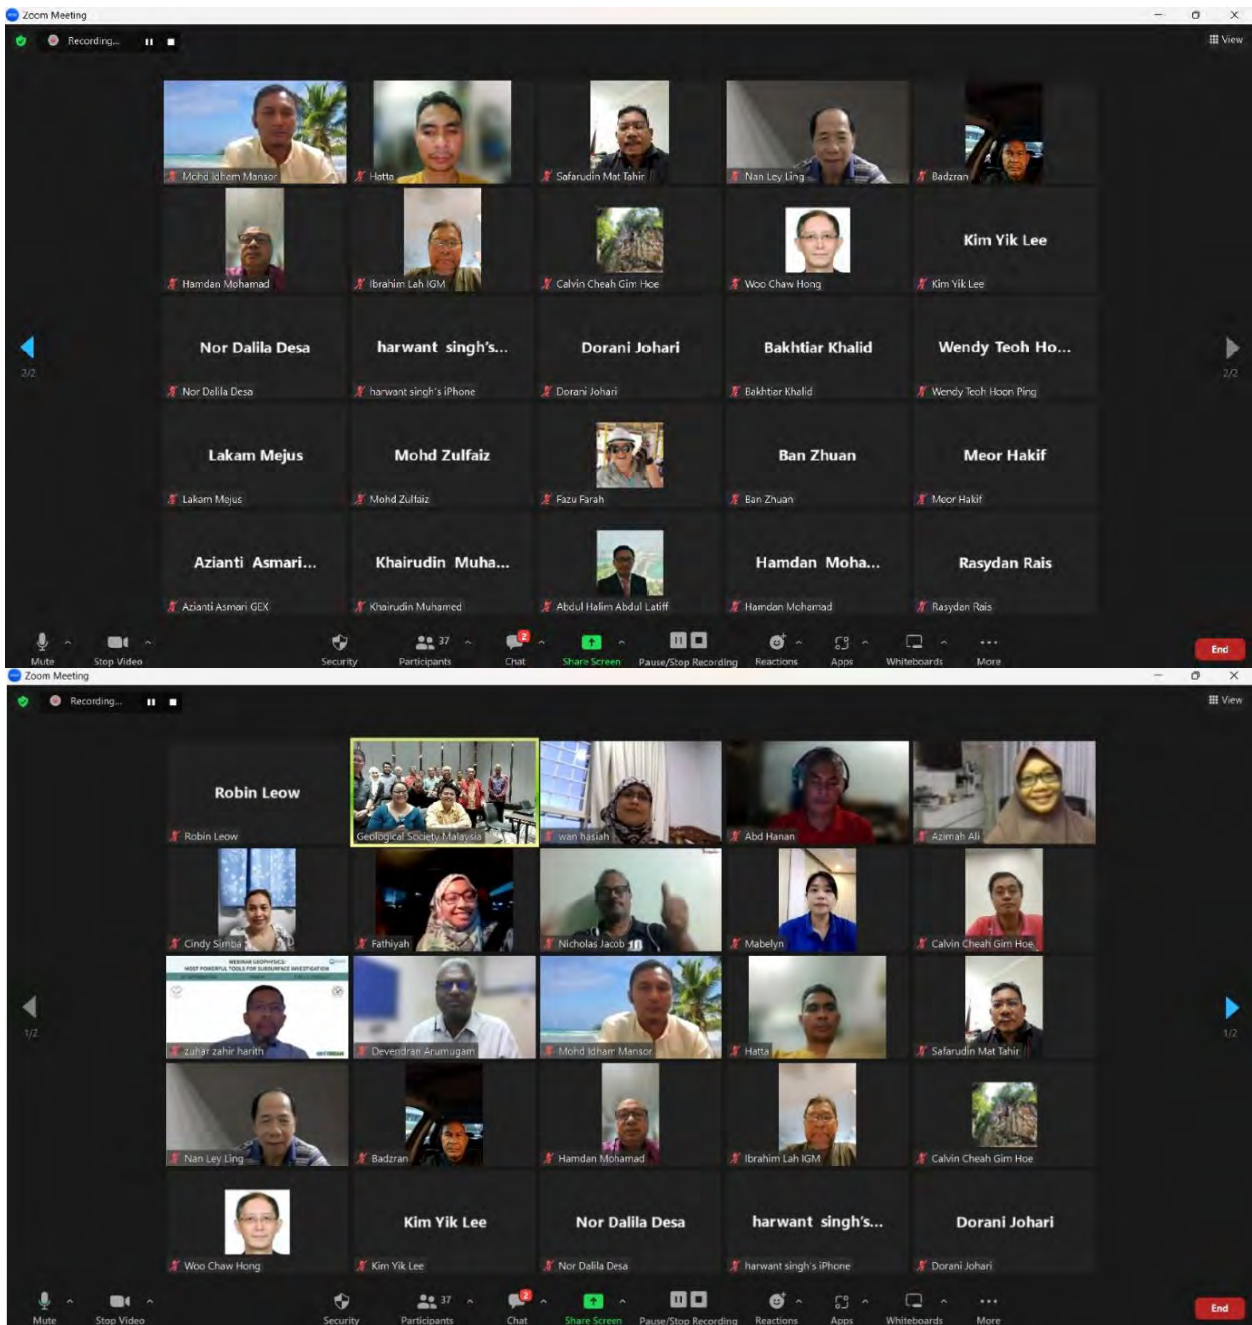 Zoom Meeting
Recording...
View
Mohd Idham Mansor
Hatta
Safarudin Mat Tahir
Nan Ley Ling
Badzran
Kim Yik Lee
Hamdan Mohamad
Ibrahim Lah IGM
Calvin Cheah Gim Hoe
Woo Chaw Hong
Kim Yik Lee
Nor Dalila Desa
harwant singh's...
Dorani Johari
Bakhtiar Khalid
Wendy Teoh Ho...
2/2
2/2
Nor Dalila Desa
harwant singh's iPhone
Dorani Johari
Bakhtiar Khalid
Wendy Teoh Hoon Ping
Lakam Mejus
Mohd Zulfaiz
Ban Zhuan
Meor Hakif
Lakam Mejus
Mohd Zulfaiz
Fazu Farah
Ban Zhuan
Meor Hakif
Azianti Asmari...
Khairudin Muha...
Hamdan Moha...
Rasydan Rais
Azianti Asmari GEX
Khairudin Muhamed
Abdul Halim Abdul Latiff
Hamdan Mohamad
Rasydan Rais
37
2
Mute
Stop Video
Security
Participants
Chat
Share Screen
Pause/Stop Recording
Reactions
Apps
Whiteboards
More
End
Zoom Meeting
Recording...
View
Robin Leow
Robin Leow
Geological Society Malaysia
wan hasiah
Abd Hanan
Azimah Ali
Cindy Simba
Fathiyah
Nicholas Jacob
Mabelyn
Calvin Cheah Gim Hoe
WEBINAR GEOPHYSICS:
MOST POWERFUL TOOLS FOR SUBSURFACE INVESTIGATION
1/2
1/2
zuhar zahir harith
Devendran Arumugam
Mohd Idham Mansor
Hatta
Safarudin Mat Tahir
Nan Ley Ling
Badzran
Hamdan Mohamad
Ibrahim Lah IGM
Calvin Cheah Gim Hoe
Kim Yik Lee
Nor Dalila Desa
harwant singh's...
Dorani Johari
Woo Chaw Hong
Kim Yik Lee
Nor Dalila Desa
harwant singh's iPhone
Dorani Johari
37
2
Mute
Stop Video
Security
Participants
Chat
Share Screen
Pause/Stop Recording
Reactions
Apps
Whiteboards
More
End